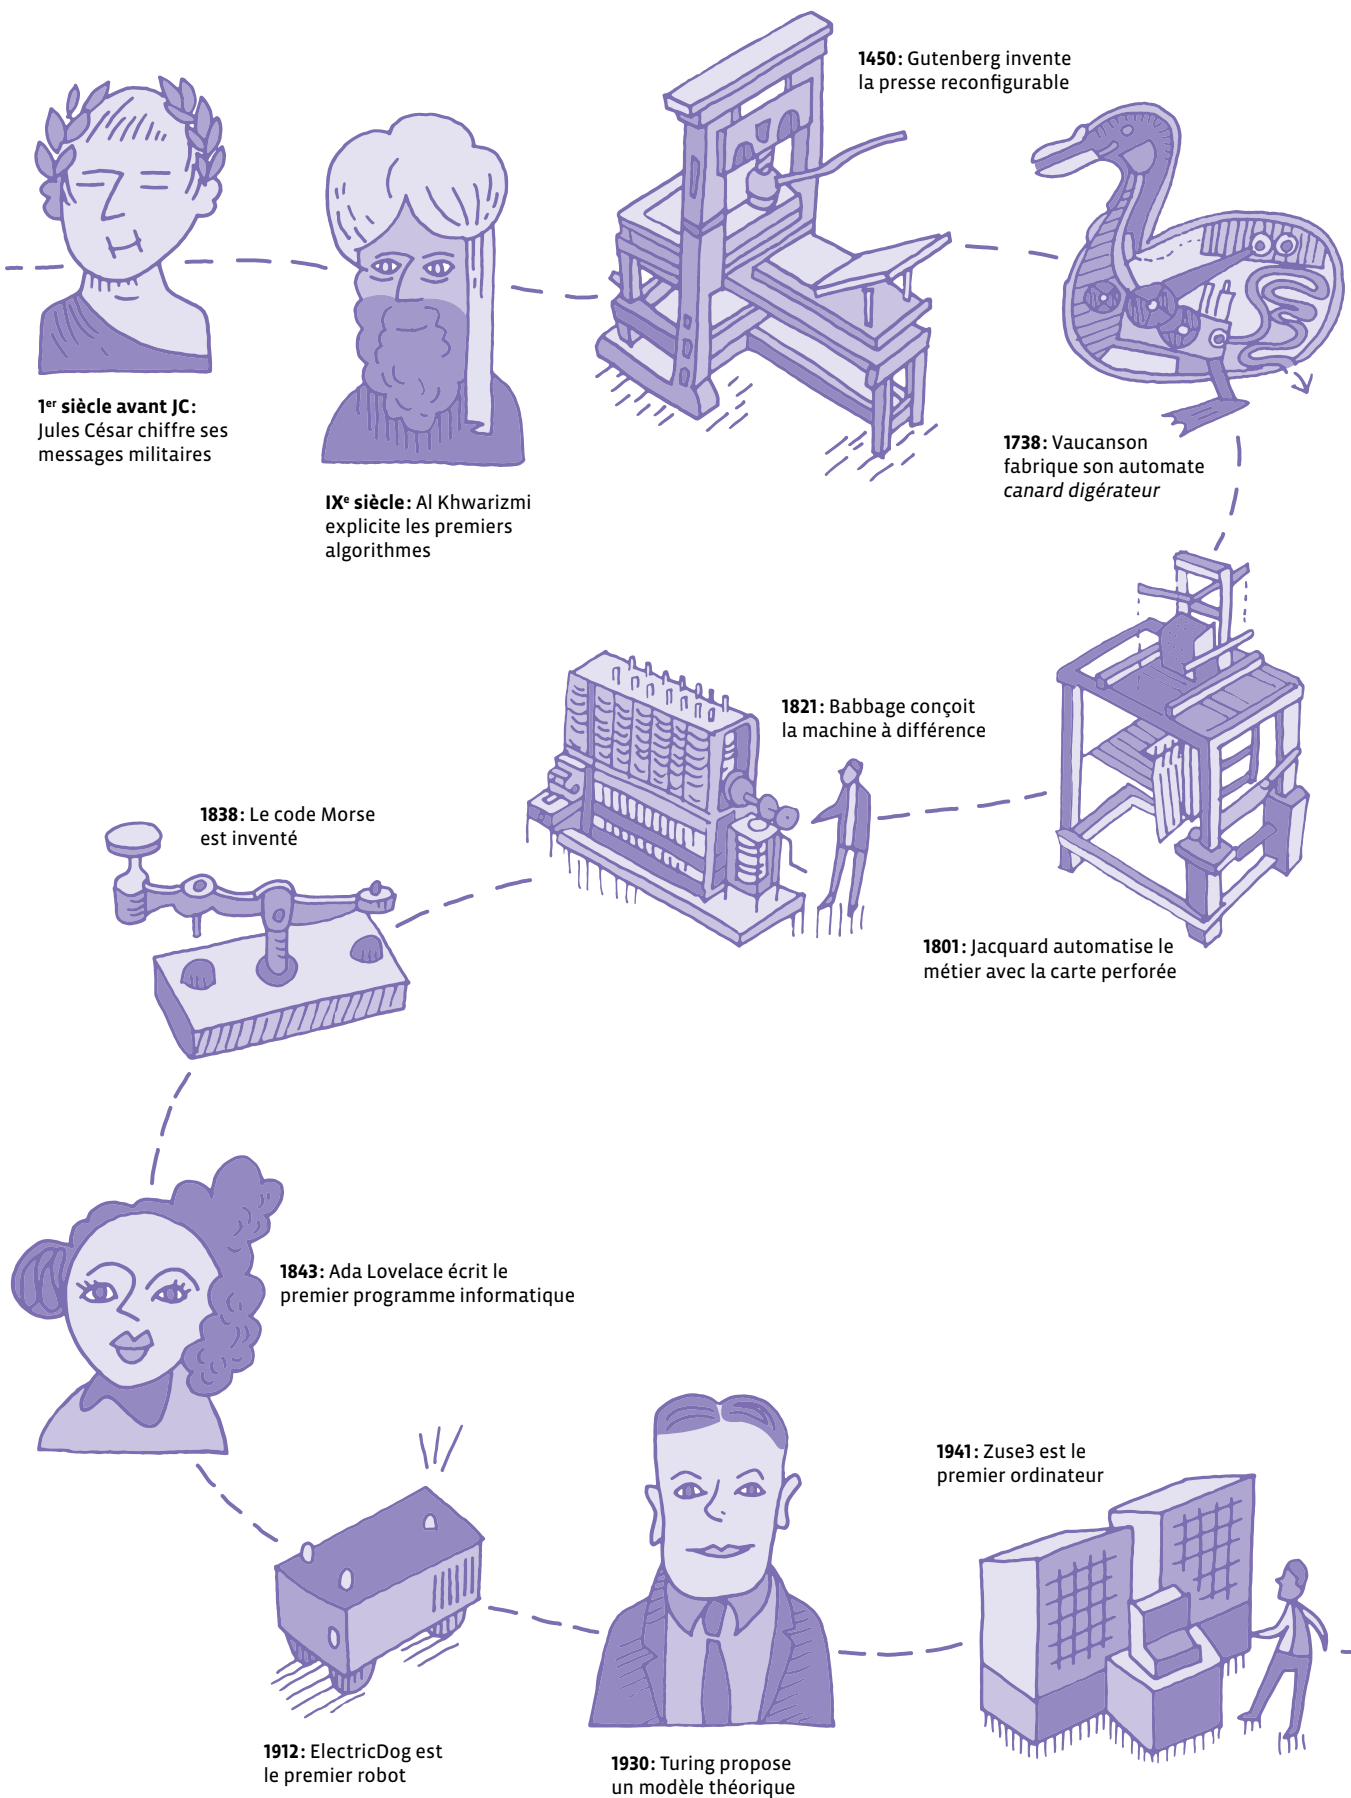 1er siècle avant JC:
Jules César chiffre ses
messages militaires
IXe siècle: Al Khwarizmi
explicite les premiers
algorithmes
1450: Gutenberg invente
la presse reconfigurable
1738: Vaucanson
fabrique son automate
canard digérateur
1801: Jacquard automatise le
métier avec la carte perforée
1821: Babbage conçoit
la machine à différence
1838: Le code Morse
est inventé
1843: Ada Lovelace écrit le
premier programme informatique
1912: ElectricDog est
le premier robot
1930: Turing propose
un modèle théorique
1941: Zuse3 est le
premier ordinateur